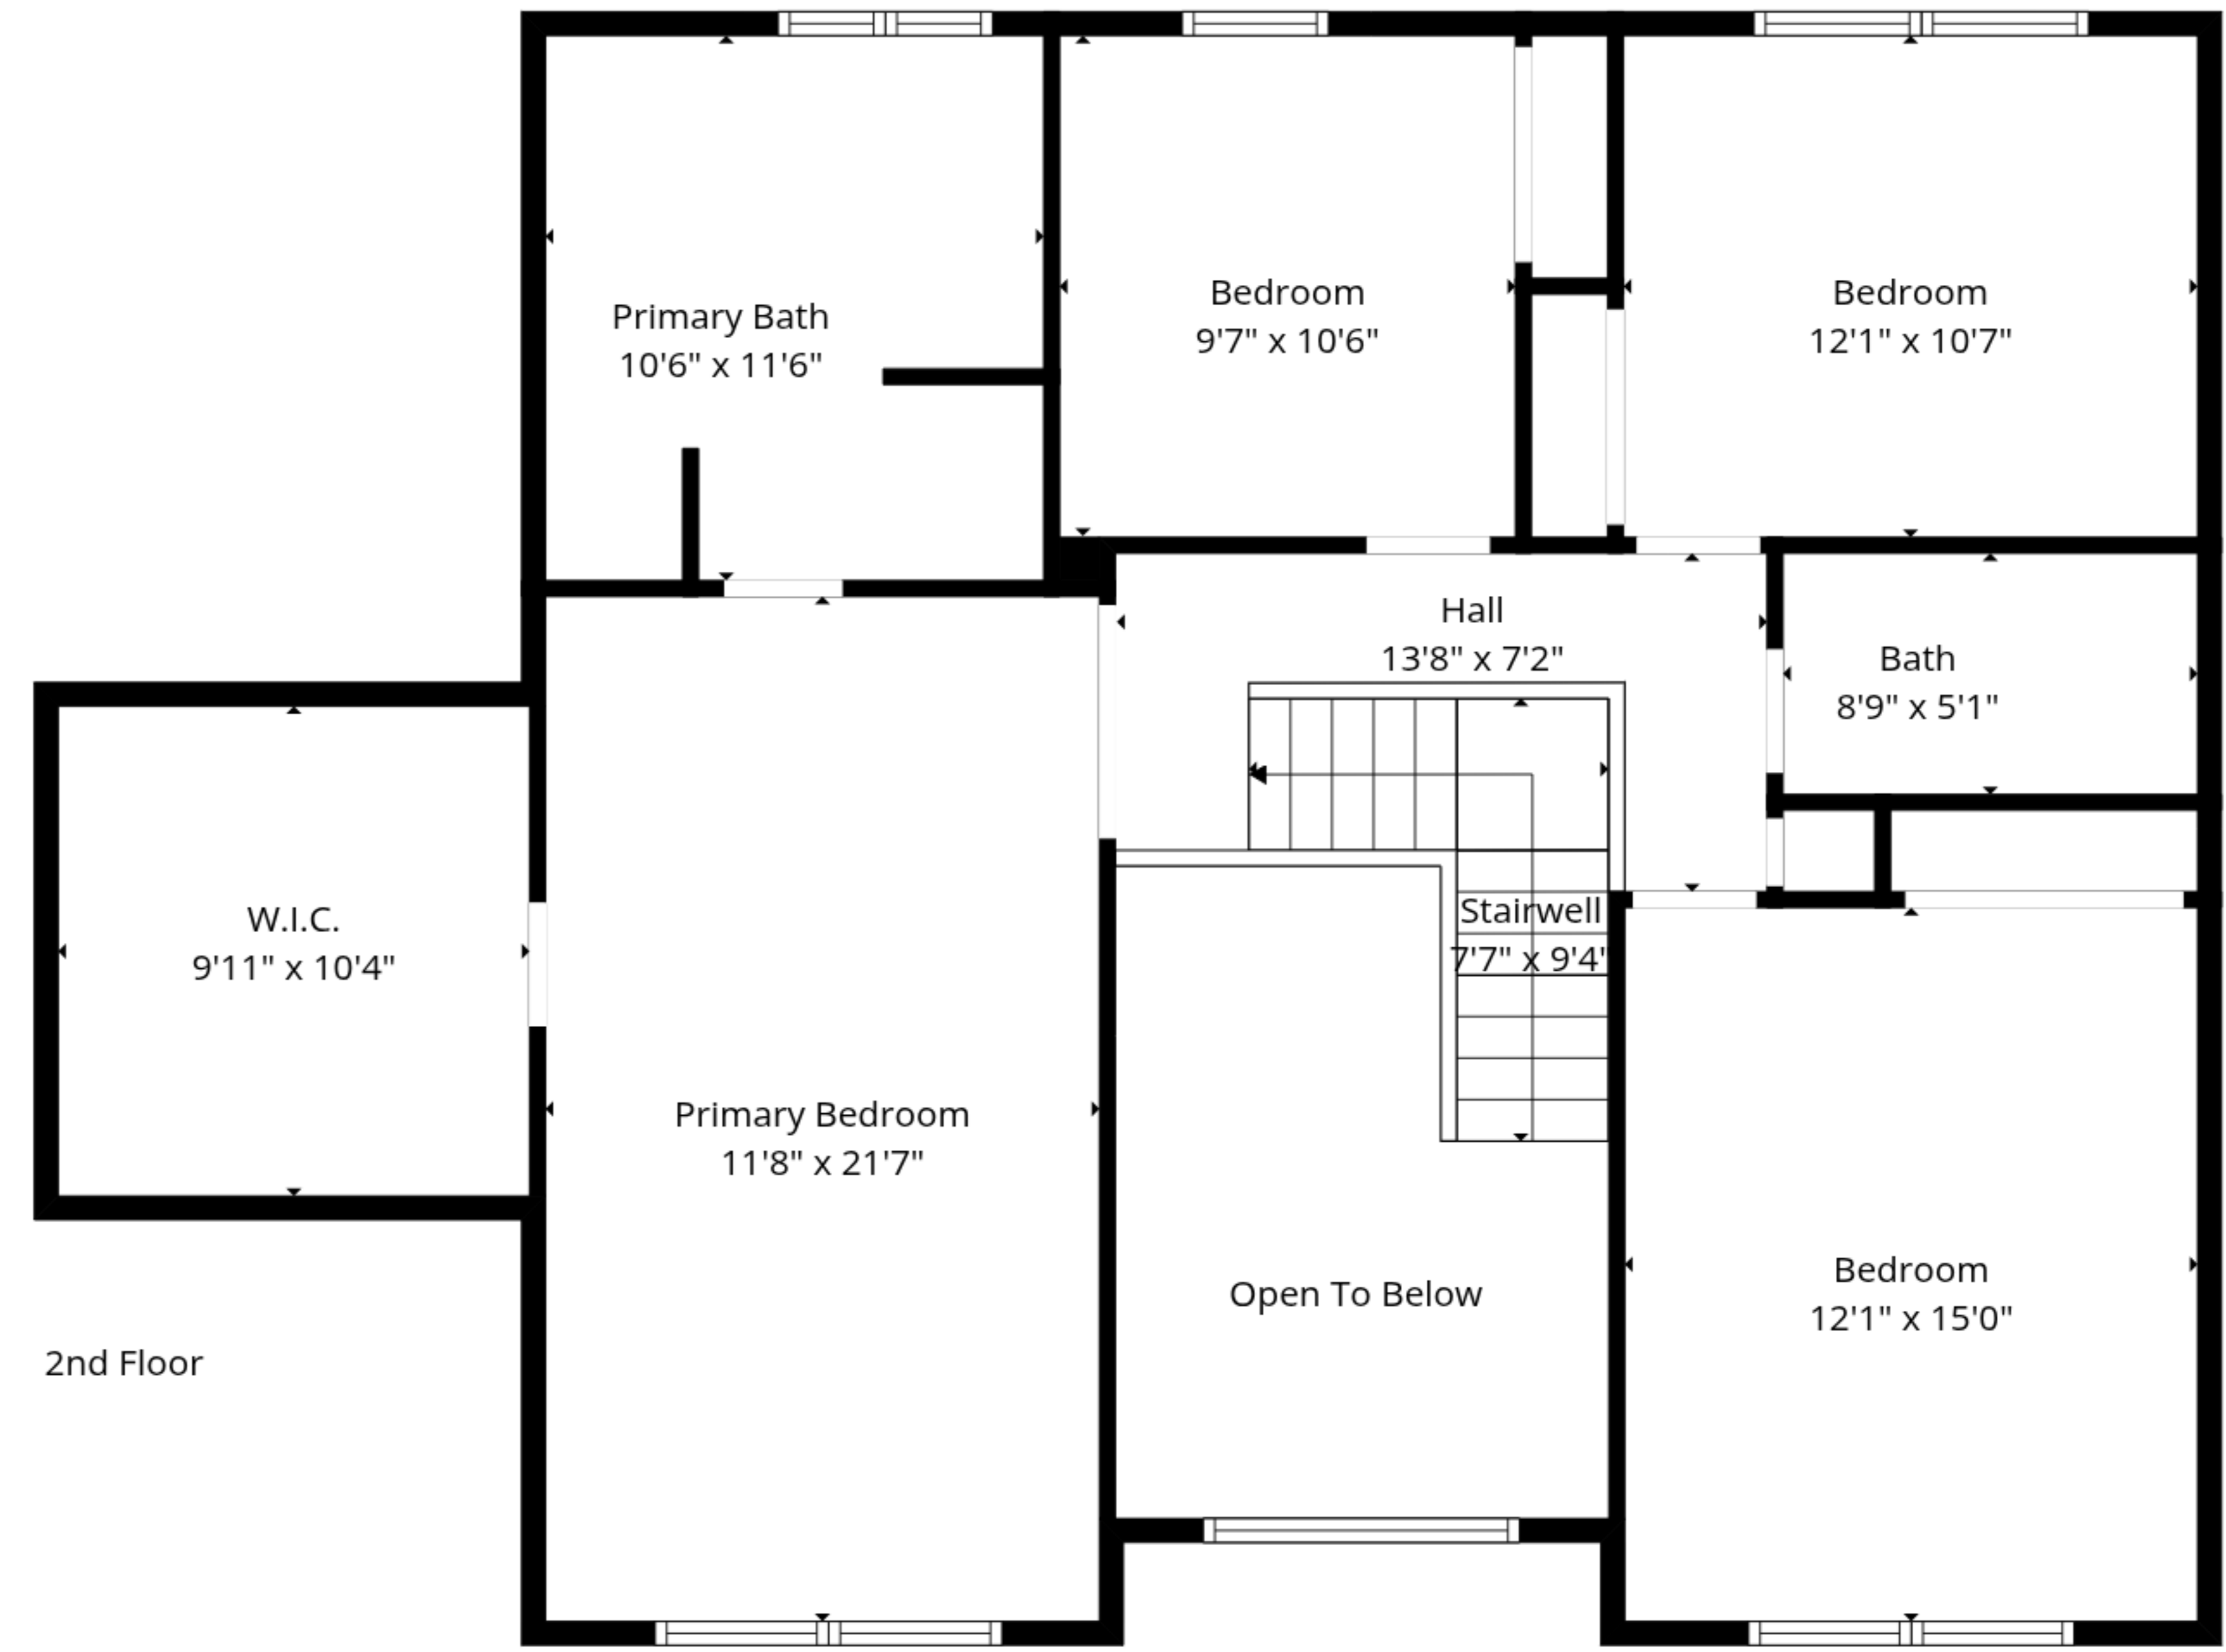 Primary Bath
10'6" x 11'6"
Bedroom
9'7" x 10'6"
Bedroom
12'1" x 10'7"
Hall
13'8" x 7'2"
Bath
8'9" x 5'1"
W.I.C.
9'11" x 10'4"
Stairwell
7'7" x 9'4"
Primary Bedroom
11'8" x 21'7"
Open To Below
Bedroom
12'1" x 15'0"
2nd Floor